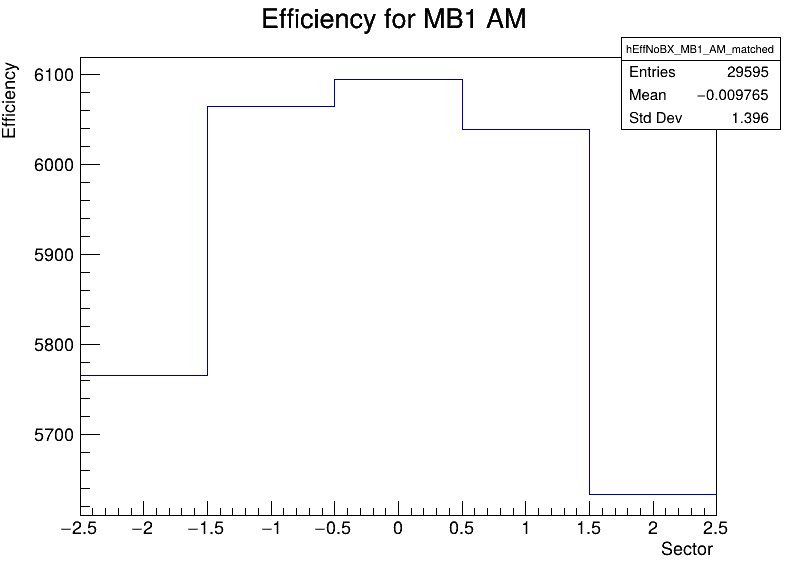 Efficiency for MB1 AM
hEffNoBX_MB1_AM_matched
Entries 29595
Mean −0.009765
Std Dev 1.396
Efficiency
6100
6000
5900
5800
5700
−2.5 −2 −1.5 −1 −0.5 0 0.5 1 1.5 2 2.5
Sector